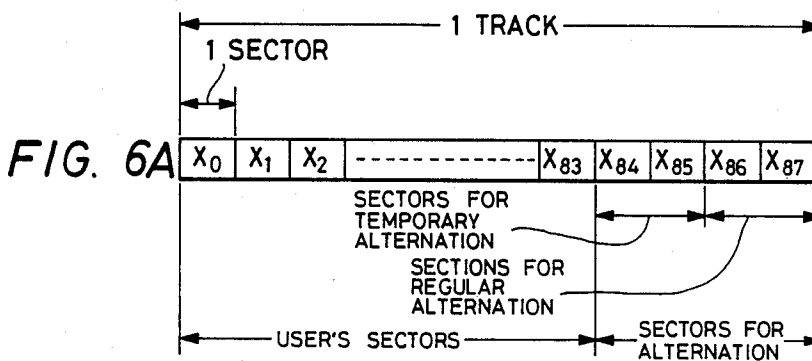 1 TRACK
1 SECTOR
FIG. 6A
X0 X1 X2 X83 X84 X85 X86 X87
SECTORS FOR
TEMPORARY
ALTERNATION
SECTIONS FOR
REGULAR
ALTERNATION
USER'S SECTORS
SECTORS FOR
ALTERNATION